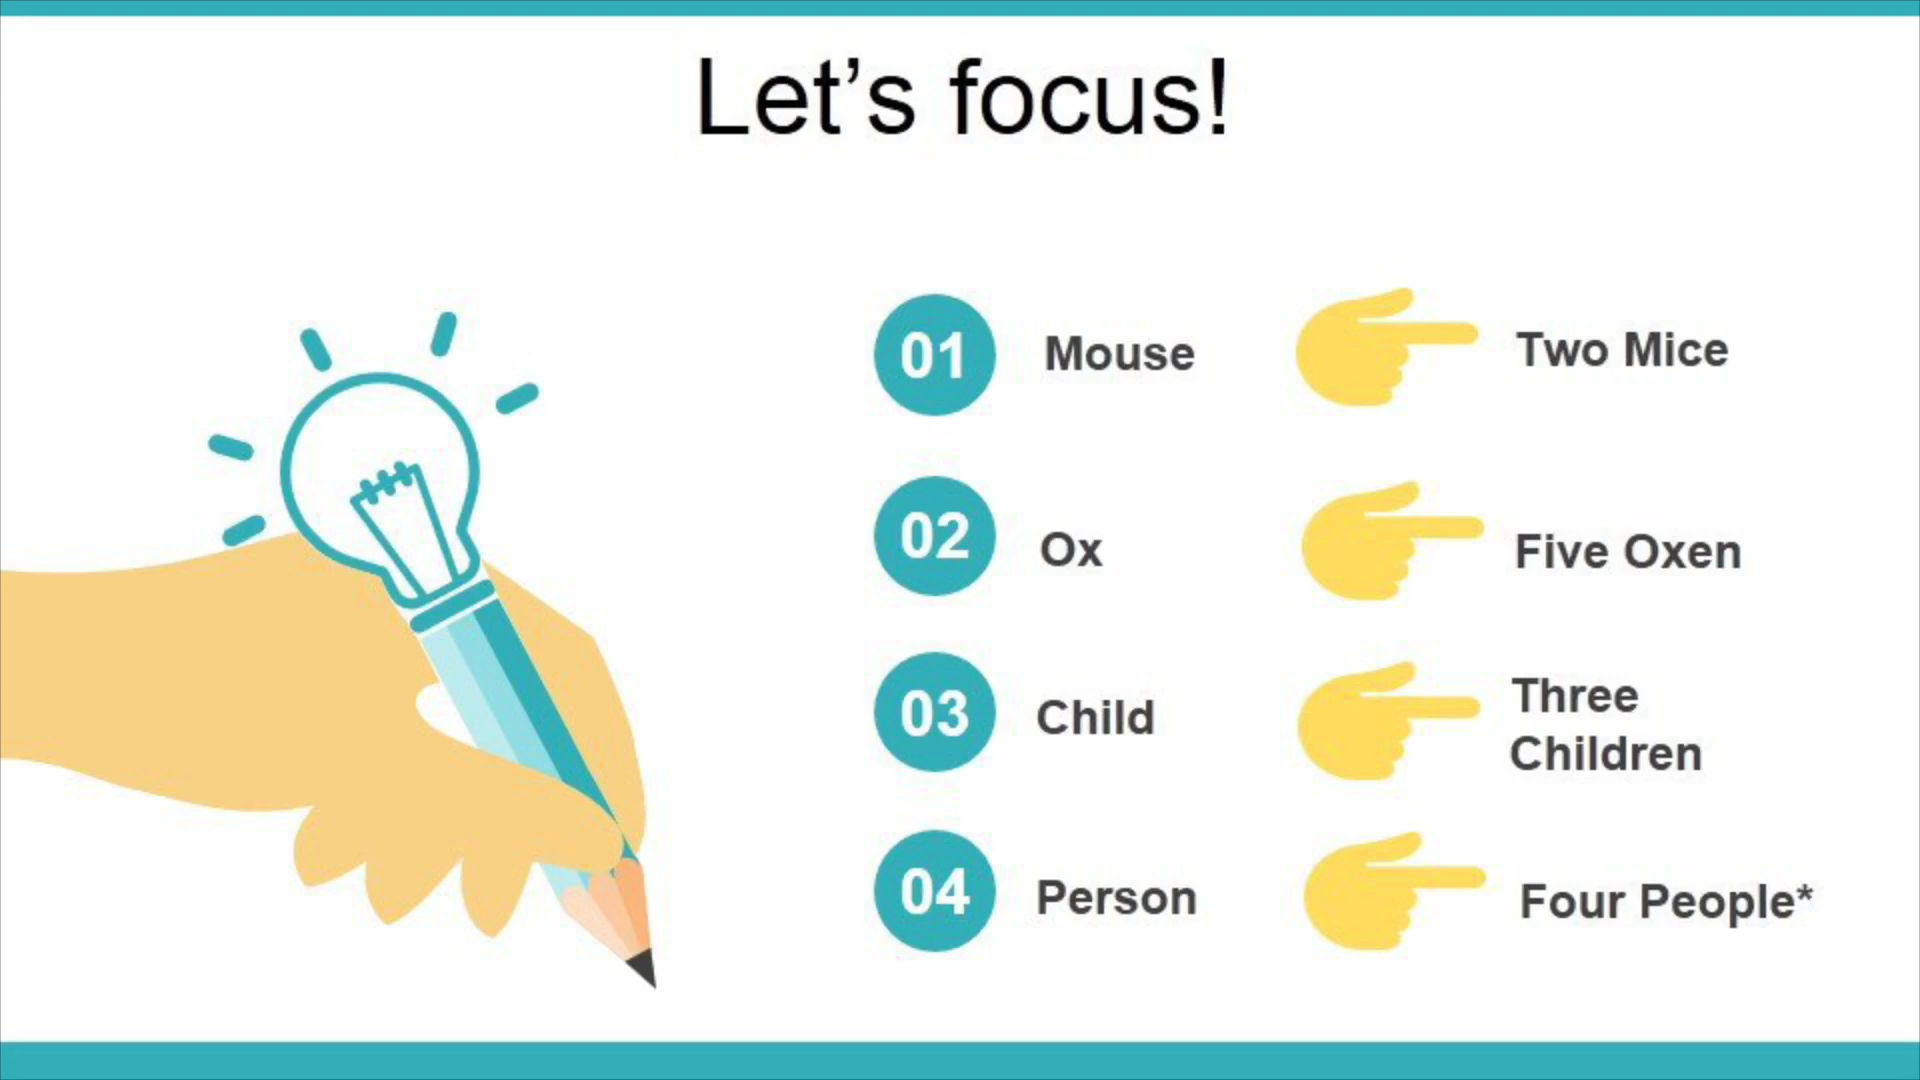 Let’s focus!
01 Mouse Two Mice
02 Ox Five Oxen
03 Child Three
Children
04 Person Four People*